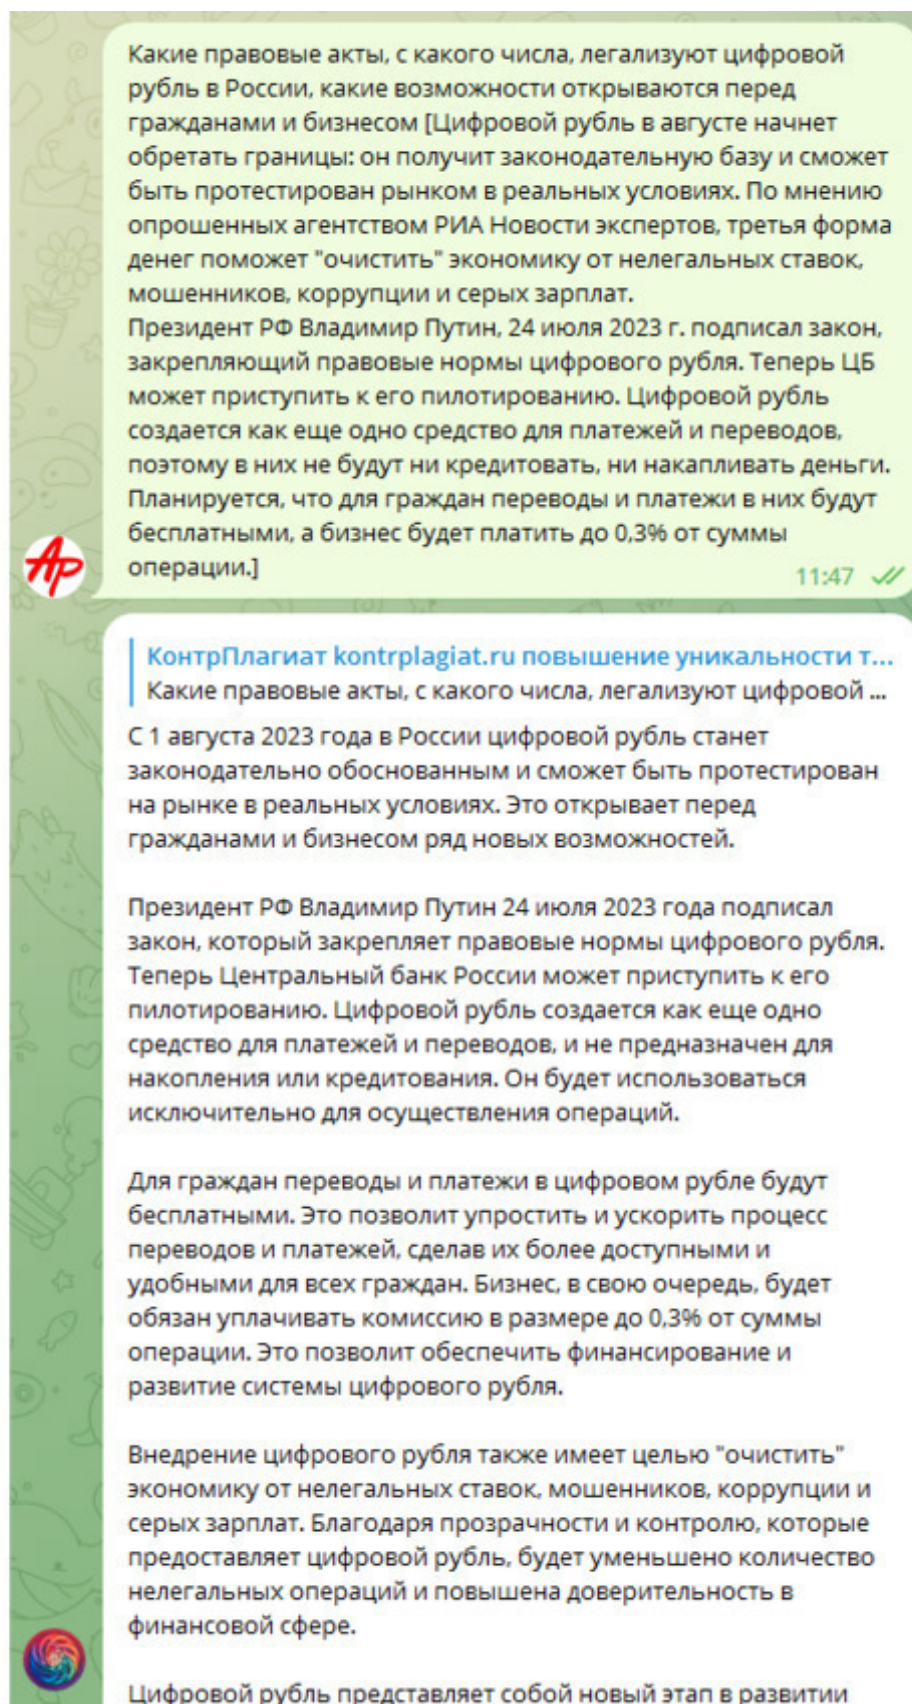 Какие правовые акты, с какого числа, легализуют цифровой
рубль в России, какие возможности открываются перед
гражданами и бизнесом [Цифровой рубль в августе начнет
обретать границы: он получит законодательную базу и сможет
быть протестирован рынком в реальных условиях. По мнению
опрошенных агентством РИА Новости экспертов, третья форма
денег поможет "очистить" экономику от нелегальных ставок,
мошенников, коррупции и серых зарплат.
Президент РФ Владимир Путин, 24 июля 2023 г. подписал закон,
закрепляющий правовые нормы цифрового рубля. Теперь ЦБ
может приступить к его пилотированию. Цифровой рубль
создается как еще одно средство для платежей и переводов,
поэтому в них не будут ни кредитовать, ни накапливать деньги.
Планируется, что для граждан переводы и платежи в них будут
бесплатными, а бизнес будет платить до 0,3% от суммы
операции.]
11:47
Ар
КонтрПлагиат kontrplagiat.ru повышение уникальности т...
Какие правовые акты, с какого числа, легализуют цифровой ...
С 1 августа 2023 года в России цифровой рубль станет
законодательно обоснованным и сможет быть протестирован
на рынке в реальных условиях. Это открывает перед
гражданами и бизнесом ряд новых возможностей.
Президент РФ Владимир Путин 24 июля 2023 года подписал
закон, который закрепляет правовые нормы цифрового рубля.
Теперь Центральный банк России может приступить к его
пилотированию. Цифровой рубль создается как еще одно
средство для платежей и переводов, и не предназначен для
накопления или кредитования. Он будет использоваться
исключительно для осуществления операций.
Для граждан переводы и платежи в цифровом рубле будут
бесплатными. Это позволит упростить и ускорить процесс
переводов и платежей, сделав их более доступными и
удобными для всех граждан. Бизнес, в свою очередь, будет
обязан уплачивать комиссию в размере до 0,3% от суммы
операции. Это позволит обеспечить финансирование и
развитие системы цифрового рубля.
Внедрение цифрового рубля также имеет целью "очистить"
экономику от нелегальных ставок, мошенников, коррупции и
серых зарплат. Благодаря прозрачности и контролю, которые
предоставляет цифровой рубль, будет уменьшено количество
нелегальных операций и повышена доверительность в
финансовой сфере.
Цифровой рубль представляет собой новый этап в развитии